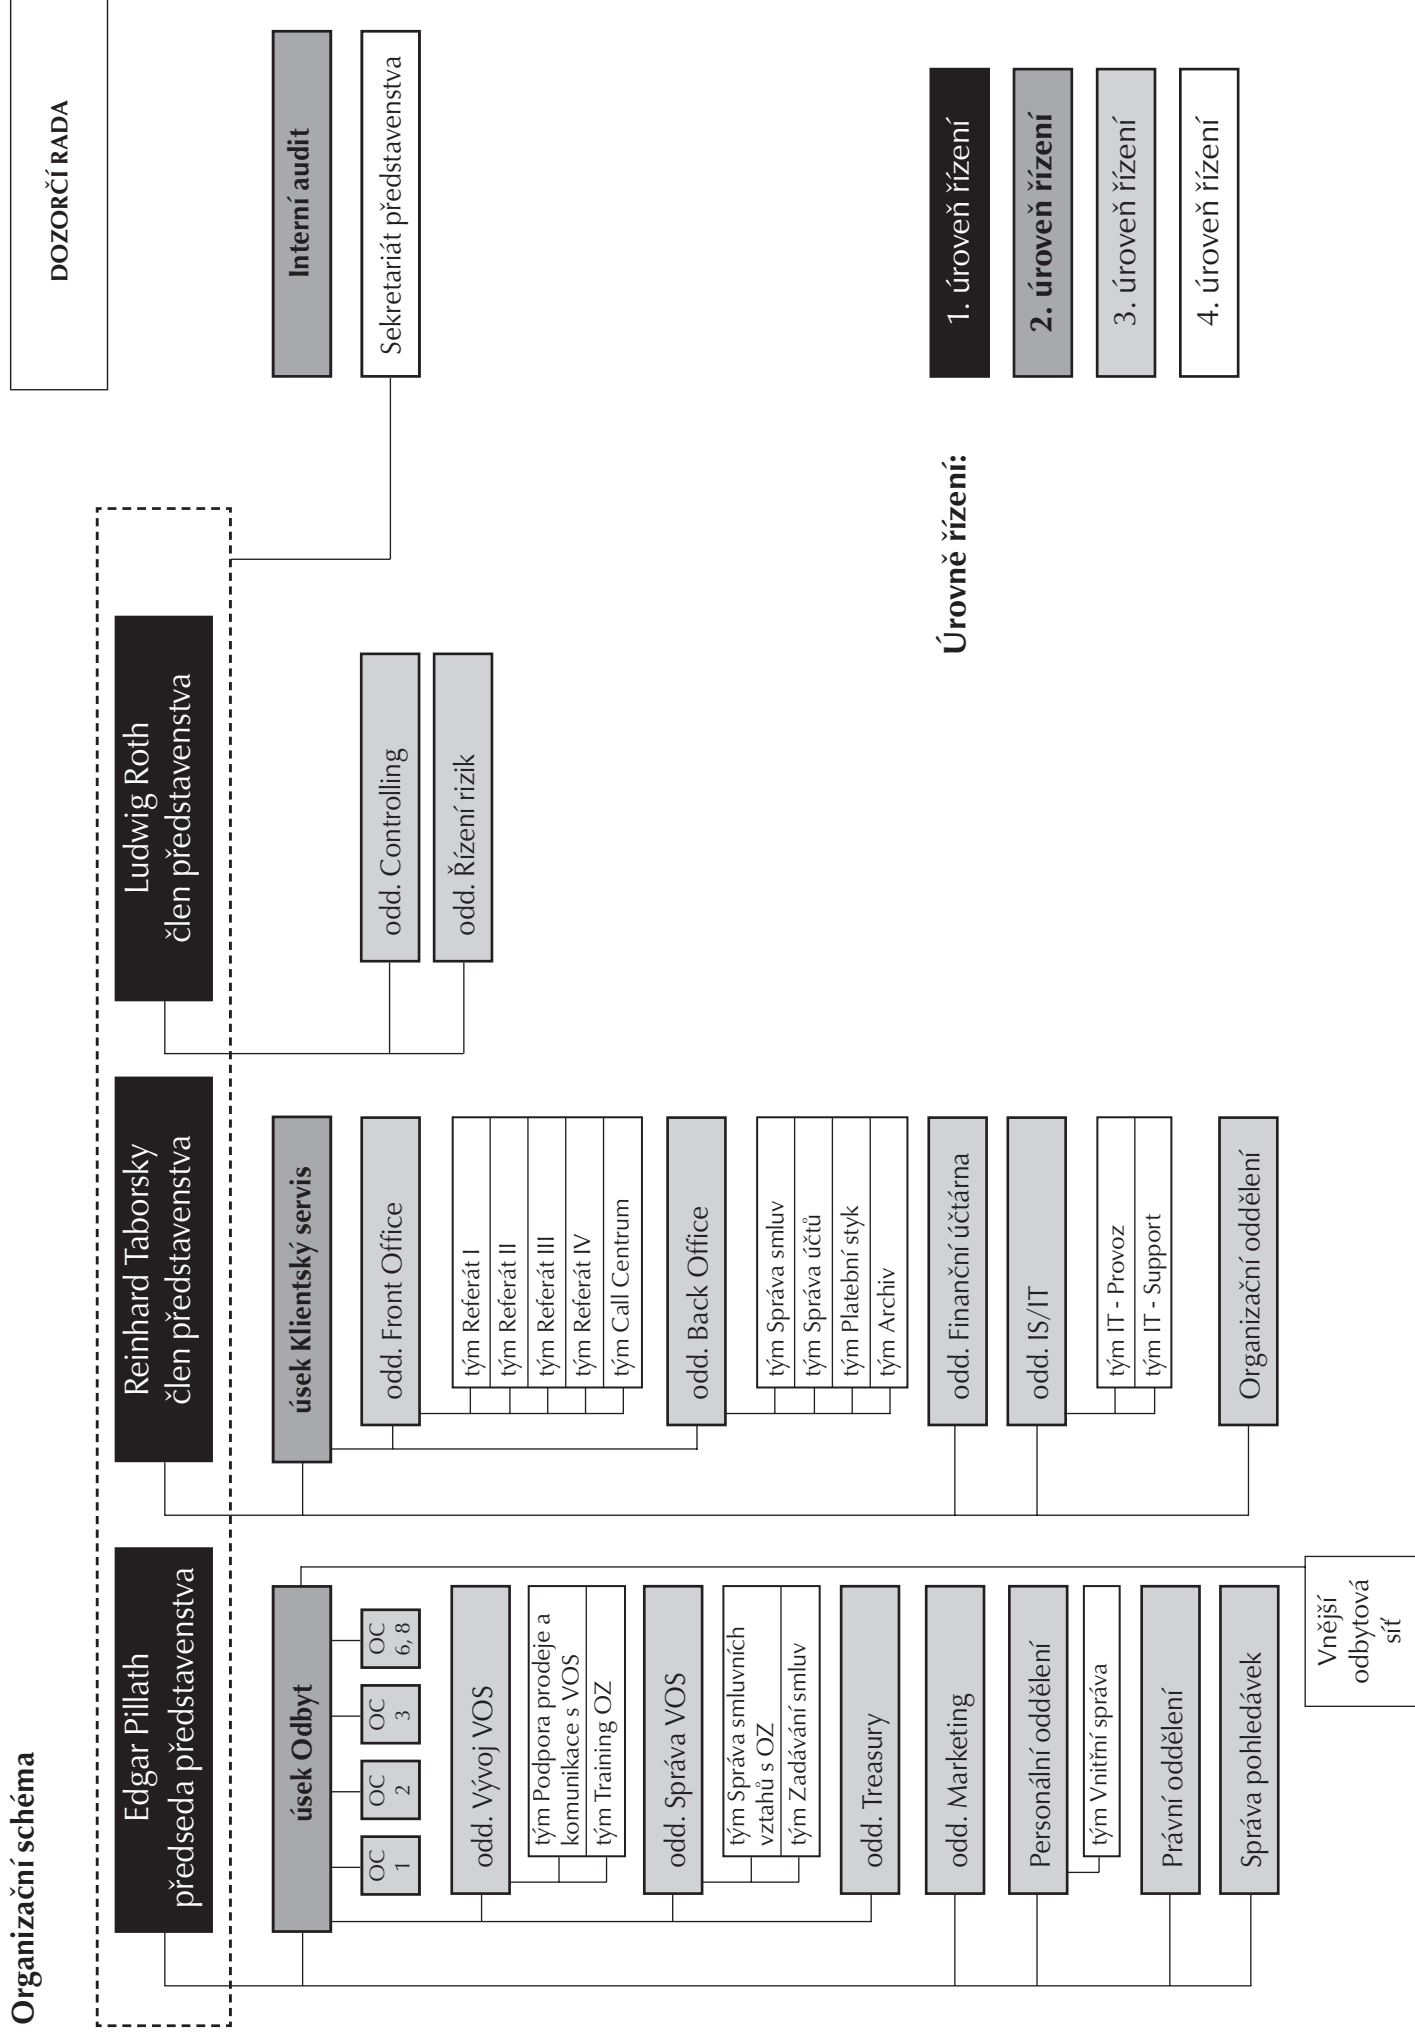 Organizační schéma
DOZORČÍ RADA
Edgar Pillath
předseda představenstva
Reinhard Taborsky
člen představenstva
Ludwig Roth
člen představenstva
úsek Odbyt
OC
1
OC
2
OC
3
OC
6, 8
odd. Vývoj VOS
tým Podpora prodeje a
komunikace s VOS
tým Training OZ
odd. Správa VOS
tým Správa smluvních
vztahů s OZ
tým Zadávání smluv
odd. Treasury
odd. Marketing
Personální oddělení
tým Vnitřní správa
Právní oddělení
Správa pohledávek
Vnější
odbytová
síť
úsek Klientský servis
odd. Front Office
tým Referát I
tým Referát II
tým Referát III
tým Referát IV
tým Call Centrum
odd. Back Office
tým Správa smluv
tým Správa účtů
tým Platební styk
tým Archiv
odd. Finanční účtárna
odd. IS/IT
tým IT - Provoz
tým IT - Support
Organizační oddělení
odd. Controlling
odd. Řízení rizik
Interní audit
Sekretariát představenstva
Úrovně řízení:
1. úroveň řízení
2. úroveň řízení
3. úroveň řízení
4. úroveň řízení